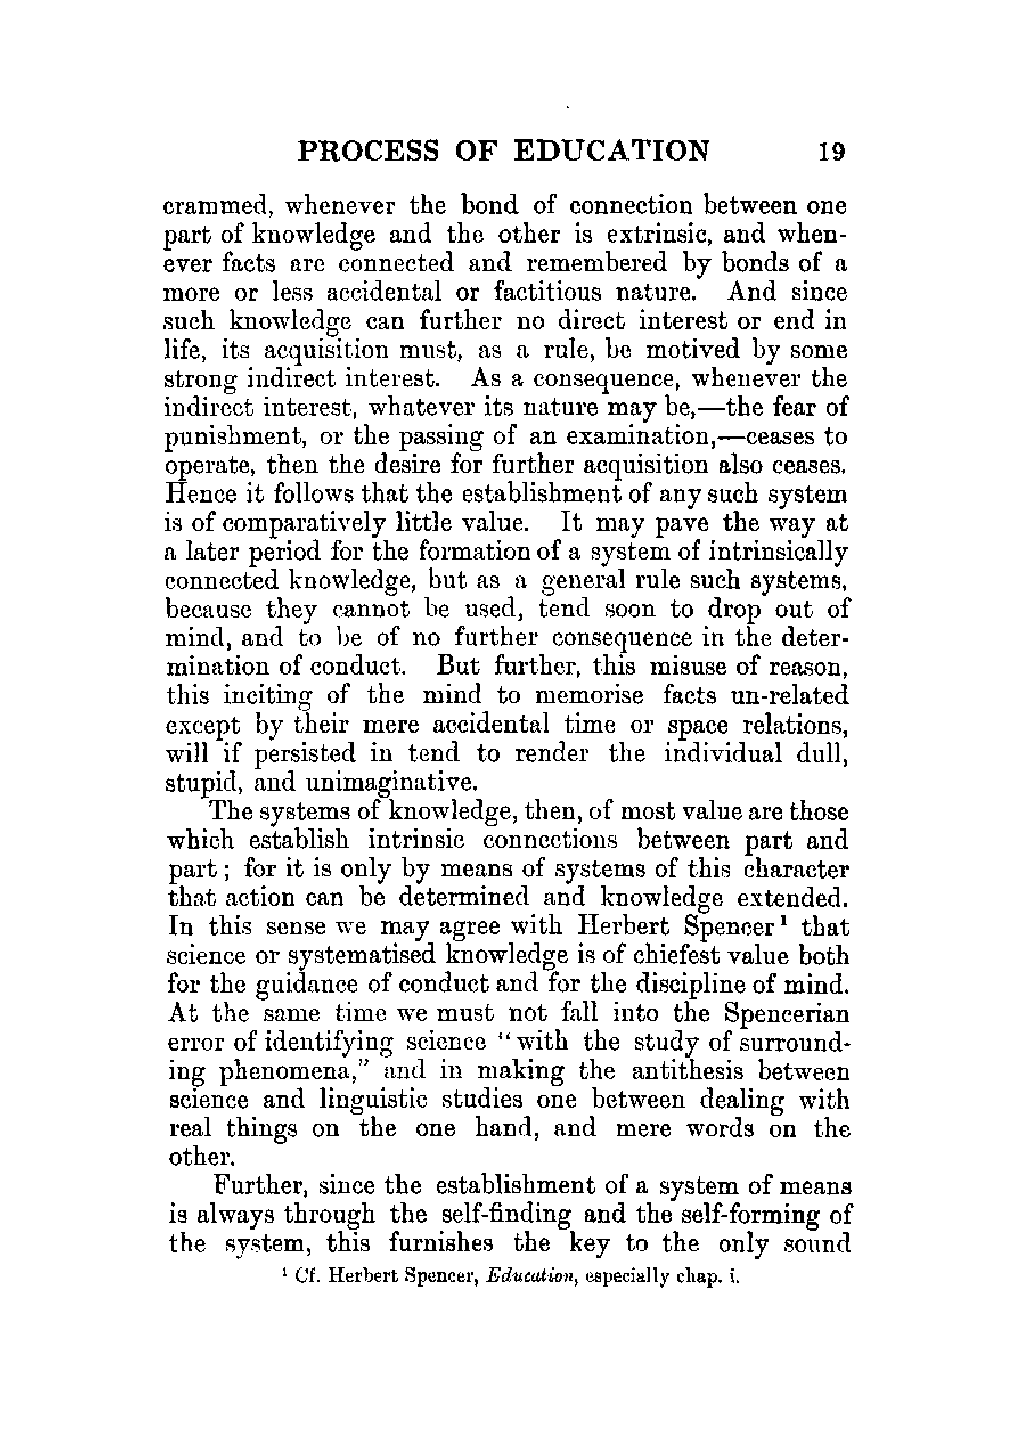 PROCESS OF EDUCATION 19
crammed, whenever the bond of connection between one
part of knowledge and the other is extrinsic, and when-
ever facts are connected and remembered by bonds of a
more or less accidental or factitious nature. And since
such knowledge can further no direct interest or end in
life, its acquisition must, as a rule, be motived by some
strong indirect interest. As a consequence, whenever the
indirect interest, whatever its nature may be,—the fear of
punishment, or the passing of an examination,—ceases to
operate, then the desire for further acquisition also ceases.
Hence it follows that the establishment of any such system
is of comparatively little value. It may pave the way at
a later period for the formation of a system of intrinsically
connected knowledge, but as a general rule such systems,
because they cannot be used, tend soon to drop out of
mind, and to be of no further consequence in the deter-
mination of conduct. But further, this misuse of reason,
this inciting of the mind to memorise facts un-related
except by their mere accidental time or space relations,
will if persisted in tend to render the individual dull,
stupid, and unimaginative.
The systems of knowledge, then, of most value are those
which establish intrinsic connections between part and
part; for it is only by means of systems of this character
that action can be determined and knowledge extended.
In this sense we may agree with Herbert Spencer¹ that
science or systematised knowledge is of chiefest value both
for the guidance of conduct and for the discipline of mind.
At the same time we must not fall into the Spencerian
error of identifying science “with the study of surround-
ing phenomena,” and in making the antithesis between
science and linguistic studies one between dealing with
real things on the one hand, and mere words on the
other.
Further, since the establishment of a system of means
is always through the self-finding and the self-forming of
the system, this furnishes the key to the only sound
¹ Cf. Herbert Spencer, Education, especially chap. i.